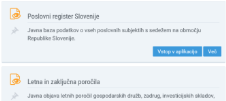 Poslovni register Slovenije
Javna baza podatkov o vseh poslovnih subjektih s sedežem na območju
Republike Slovenije.
Vstop v aplikacijo
Več
Letna in zaključna poročila
Javna objava letnih poročil gospodarskih družb, zadrug, investicijskih skladov,